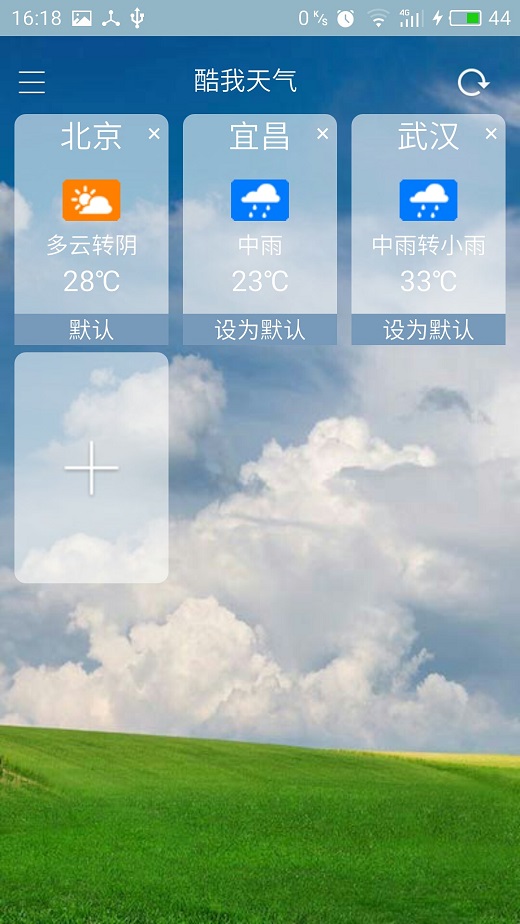 16:18 0 K/s 4G 44
酷我天气
北京 × 宜昌 × 武汉 ×
多云转阴 中雨 中雨转小雨
28℃ 23℃ 33℃
默认 设为默认 设为默认